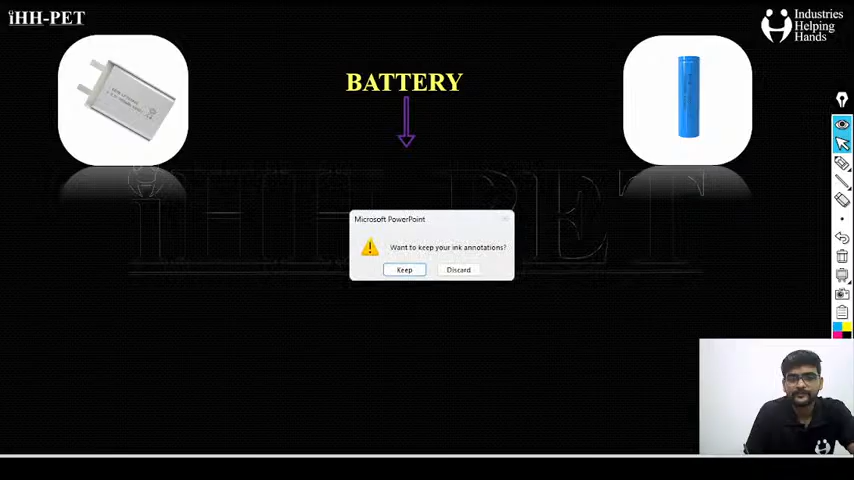 iHH-PET
Industries
Helping
Hands
BATTERY
iHH-PET
Microsoft PowerPoint
Want to keep your ink annotations?
Keep
Discard